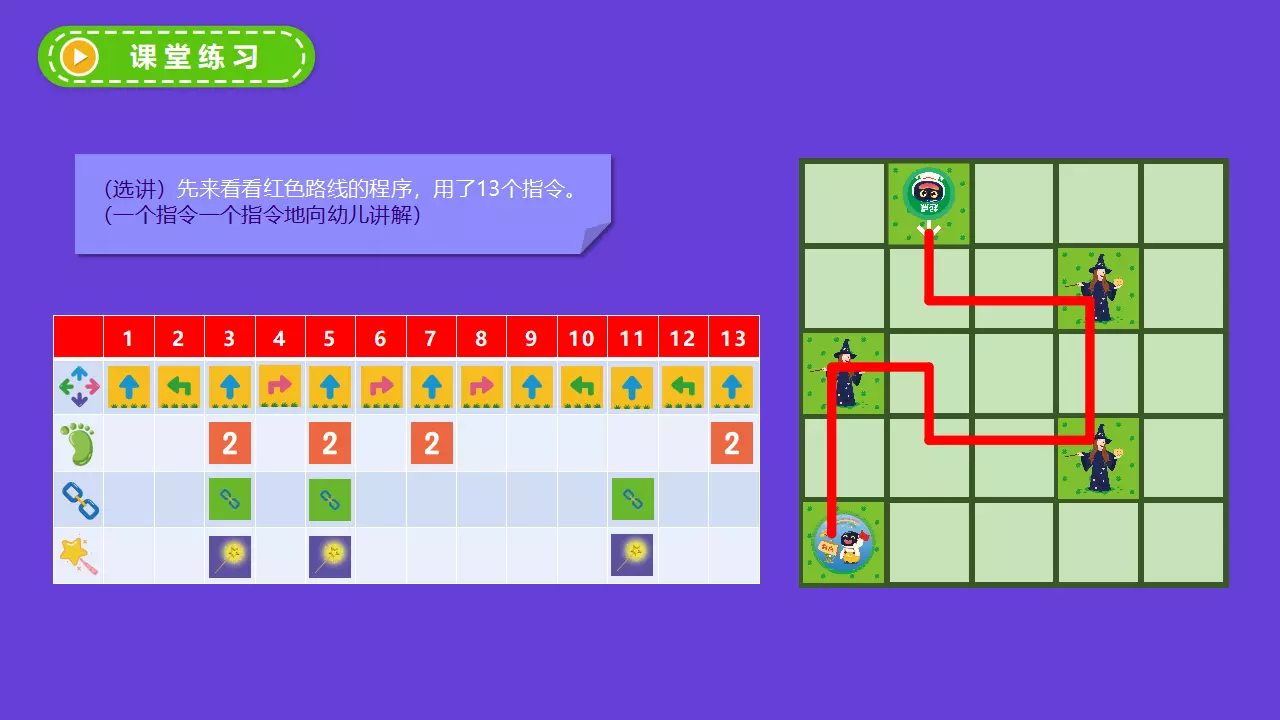 课堂练习
（选讲）先来看看红色路线的程序，用了13个指令。
（一个指令一个指令地向幼儿讲解）
1 2 3 4 5 6 7 8 9 10 11 12 13
2 2 2 2
起点